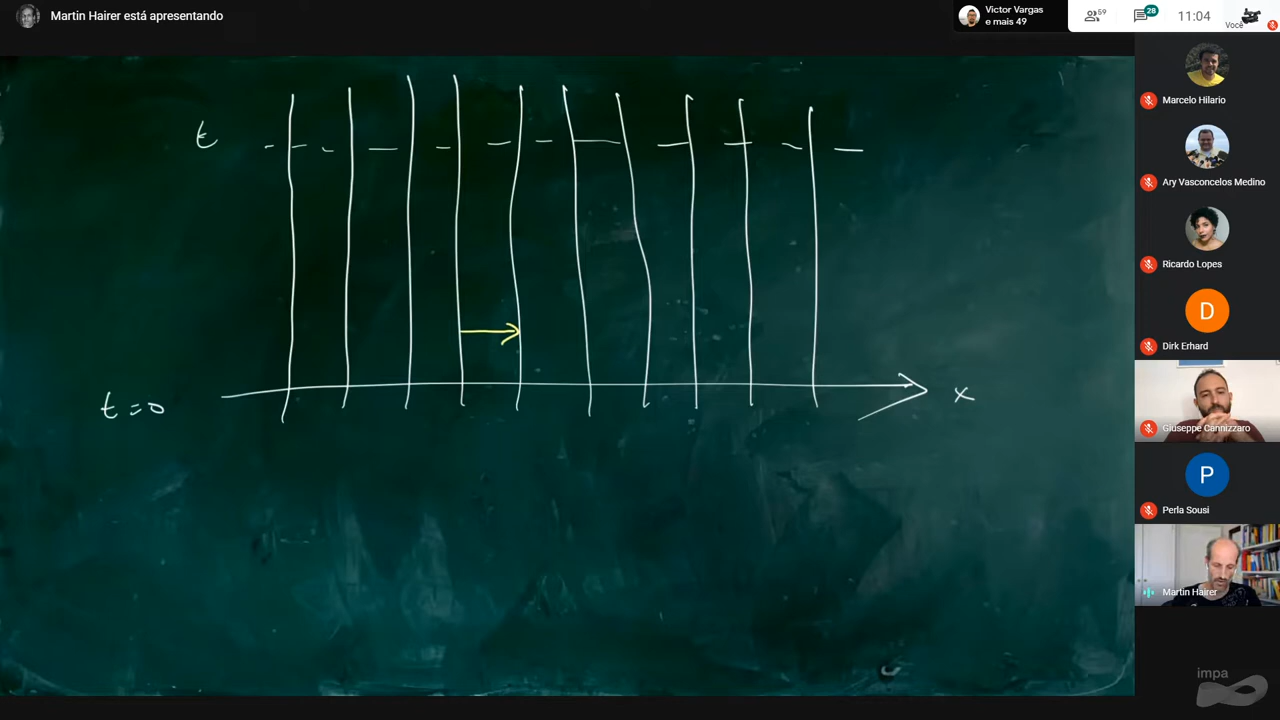 Martin Hairer está apresentando
Victor Vargas
e mais 49
59
28
11:04
Você
Marcelo Hilario
Ary Vasconcelos Medino
Ricardo Lopes
D
Dirk Erhard
Giuseppe Cannizzaro
P
Perla Sousi
Martin Hairer
t
t=0
x
impa